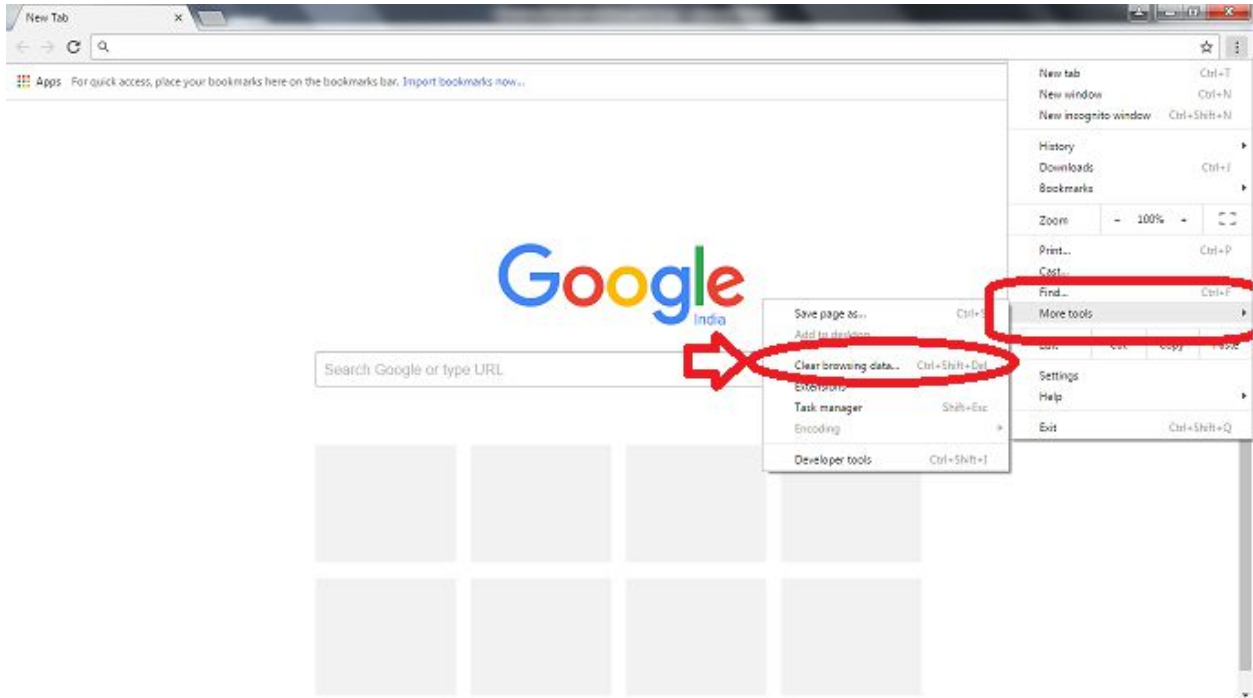 New Tab
Apps For quick access, place your bookmarks here on the bookmarks bar. Import bookmarks now...
New tab Ctrl+T
New window Ctrl+N
New incognito window Ctrl+Shift+N
History
Downloads Ctrl+J
Bookmarks
Zoom - 100% +
Print... Ctrl+P
Cast...
Find... Ctrl+F
More tools
Edit Cut Copy Paste
Settings
Help
Exit Ctrl+Shift+Q
Save page as... Ctrl+S
Add to desktop...
Clear browsing data... Ctrl+Shift+Del
Extensions
Task manager Shift+Esc
Encoding
Developer tools Ctrl+Shift+I
Google
India
Search Google or type URL